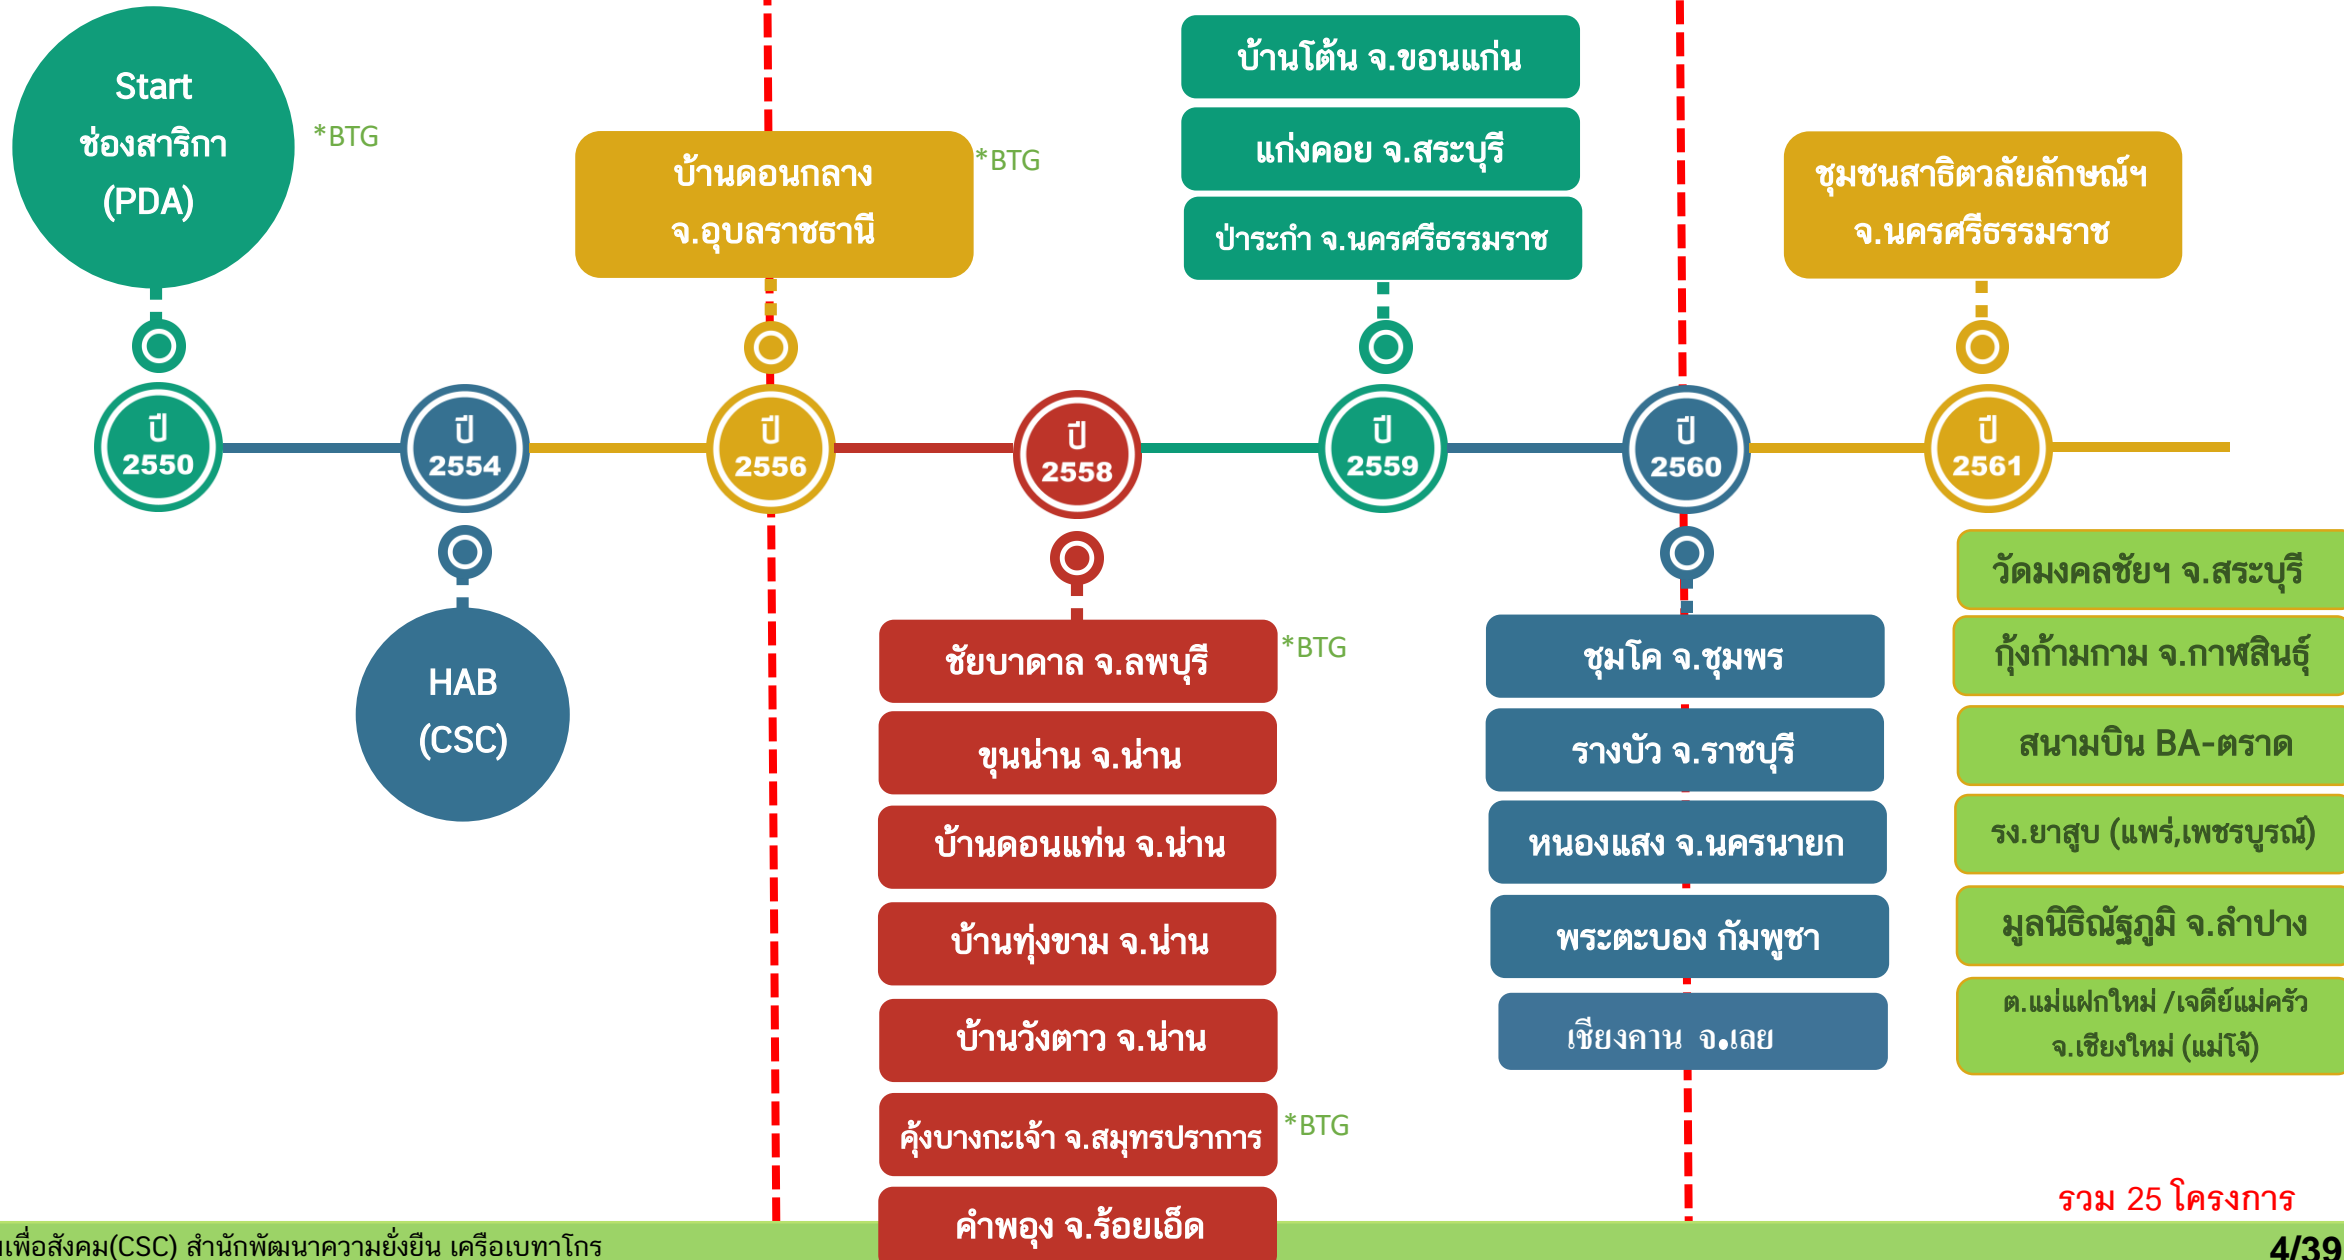 Start
ช่องสาริกา
(PDA)
*BTG
บ้านดอนกลาง
จ.อุบลราชธานี
*BTG
บ้านโต้น จ.ขอนแก่น
แก่งคอย จ.สระบุรี
ป่าระกำ จ.นครศรีธรรมราช
ชุมชนสาธิตวลัยลักษณ์ฯ
จ.นครศรีธรรมราช
ปี
2550
ปี
2554
ปี
2556
ปี
2558
ปี
2559
ปี
2560
ปี
2561
HAB
(CSC)
ชัยบาดาล จ.ลพบุรี
*BTG
ขุนน่าน จ.น่าน
บ้านดอนแท่น จ.น่าน
บ้านทุ่งขาม จ.น่าน
บ้านวังตาว จ.น่าน
คุ้งบางกะเจ้า จ.สมุทรปราการ
*BTG
คำพอุง จ.ร้อยเอ็ด
ชุมโค จ.ชุมพร
รางบัว จ.ราชบุรี
หนองแสง จ.นครนายก
พระตะบอง กัมพูชา
เชียงคาน จ.เลย
วัดมงคลชัยฯ จ.สระบุรี
กุ้งก้ามกาม จ.กาฬสินธุ์
สนามบิน BA-ตราด
รง.ยาสูบ (แพร่,เพชรบูรณ์)
มูลนิธิณัฐภูมิ จ.ลำปาง
ต.แม่แฝกใหม่ /เจดีย์แม่ครัว
จ.เชียงใหม่ (แม่โจ้)
รวม 25 โครงการ
เพื่อสังคม(CSC) สำนักพัฒนาความยั่งยืน เครือเบทาโกร
4/39